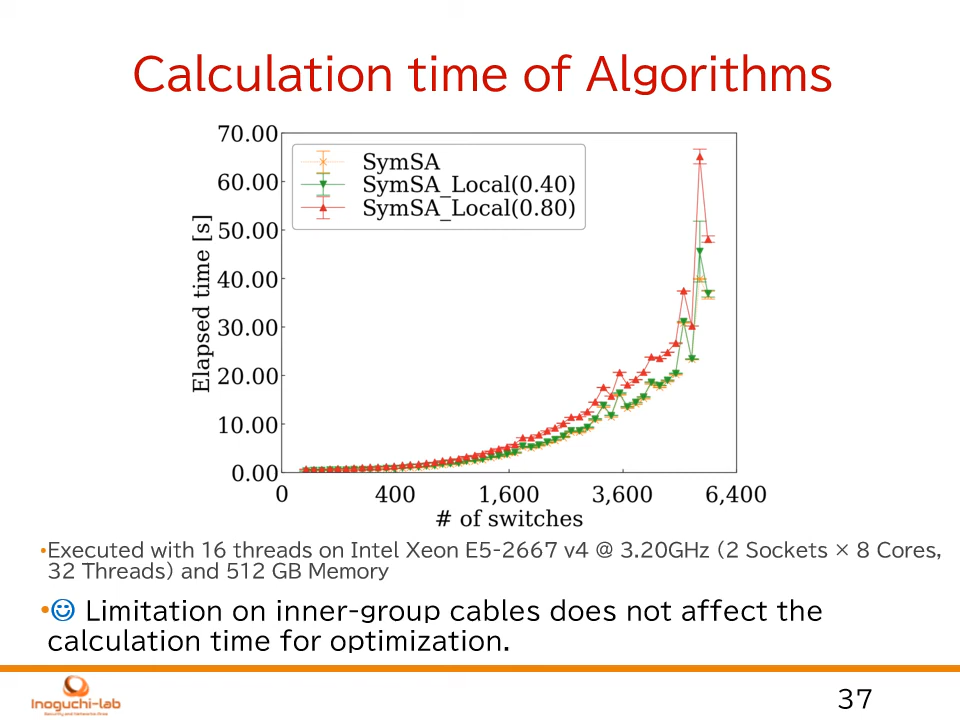 Calculation time of Algorithms
70.00
60.00
50.00
40.00
30.00
20.00
10.00
0.00
Elapsed time [s]
SymSA
SymSA_Local(0.40)
SymSA_Local(0.80)
0 400 1,600 3,600 6,400
# of switches
•Executed with 16 threads on Intel Xeon E5-2667 v4 @ 3.20GHz (2 Sockets × 8 Cores,
32 Threads) and 512 GB Memory
•☺ Limitation on inner-group cables does not affect the
calculation time for optimization.
Inoguchi-lab
37